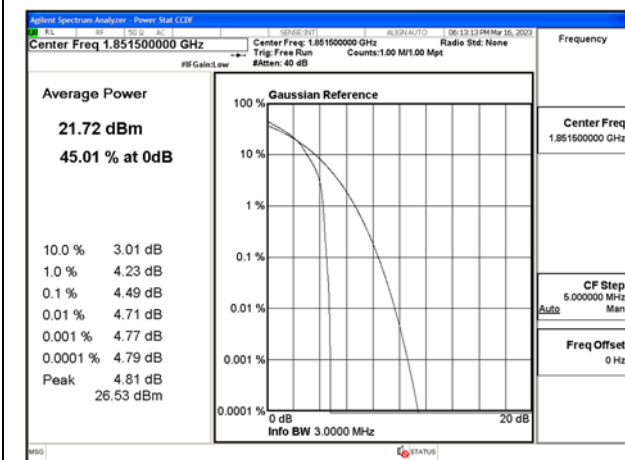 Agilent Spectrum Analyzer - Power Stat CCDF
RL RF 50 Ω AC SENSE:INT ALIGN AUTO 06:13:13 PM Mar 16, 2023
Center Freq 1.851500000 GHz
Center Freq: 1.851500000 GHz Radio Std: None
Trig: Free Run Counts:1.00 M/1.00 Mpt
#IFGain:Low #Atten: 40 dB
Frequency
Average Power
21.72 dBm
45.01 % at 0dB
10.0 % 3.01 dB
1.0 % 4.23 dB
0.1 % 4.49 dB
0.01 % 4.71 dB
0.001 % 4.77 dB
0.0001 % 4.79 dB
Peak 4.81 dB
26.53 dBm
Gaussian Reference
100 %
10 %
1 %
0.1 %
0.01 %
0.001 %
0.0001 %
0 dB 20 dB
Info BW 3.0000 MHz
Center Freq
1.851500000 GHz
CF Step
5.000000 MHz
Auto Man
Freq Offset
0 Hz
MSG STATUS